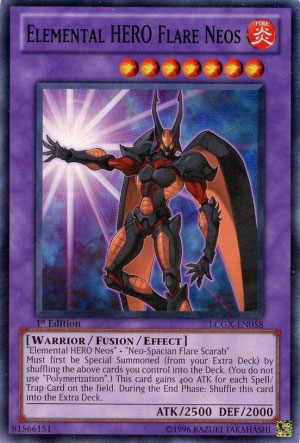 Elemental HERO Flare Neos
FIRE
炎
1st Edition
LCGX-EN058
[Warrior / Fusion / Effect]
"Elemental HERO Neos" + "Neo-Spacian Flare Scarab"
Must first be Special Summoned (from your Extra Deck) by
shuffling the above cards you control into the Deck. (You do not
use "Polymerization".) This card gains 400 ATK for each Spell/
Trap Card on the field. During the End Phase: Shuffle this card
into the Extra Deck.
ATK/2500 DEF/2000
81566151
©1996 KAZUKI TAKAHASHI